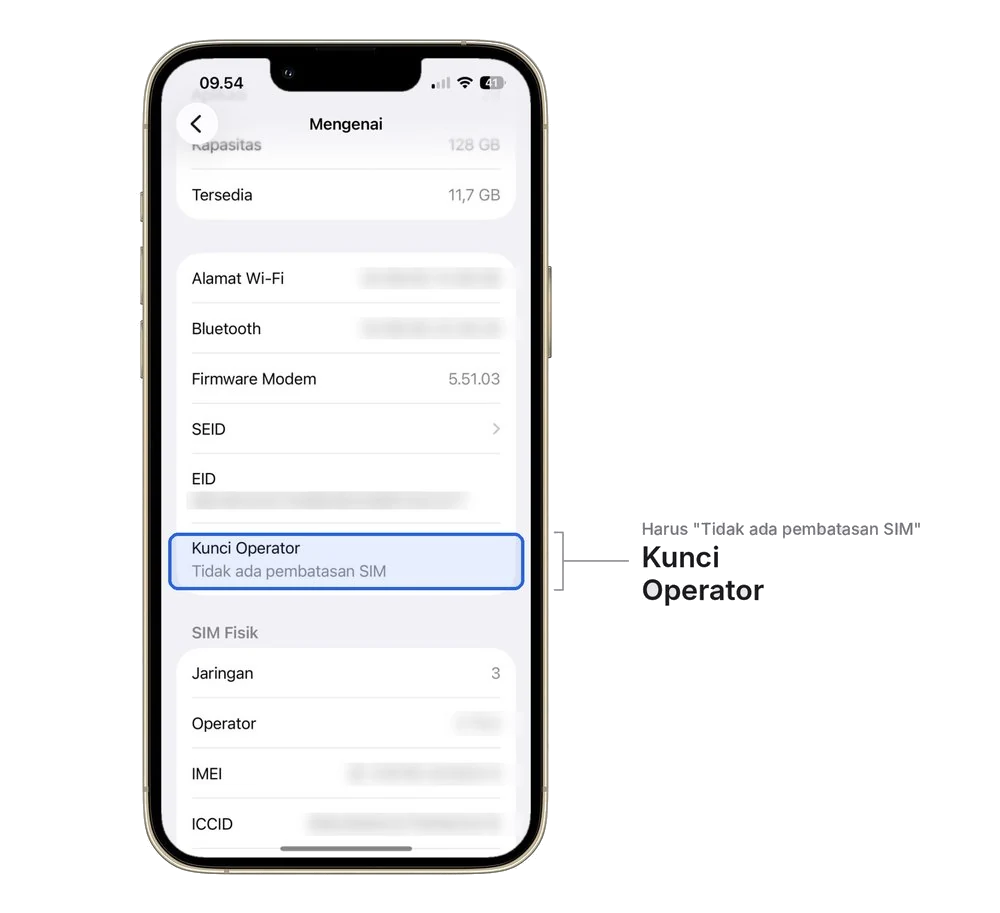 09.54
41
Mengenai
Kapasitas 128 GB
Tersedia 11,7 GB
Alamat Wi-Fi
Bluetooth
Firmware Modem 5.51.03
SEID
EID
Kunci Operator
Tidak ada pembatasan SIM
SIM Fisik
Jaringan 3
Operator
IMEI
ICCID
Harus "Tidak ada pembatasan SIM"
Kunci
Operator